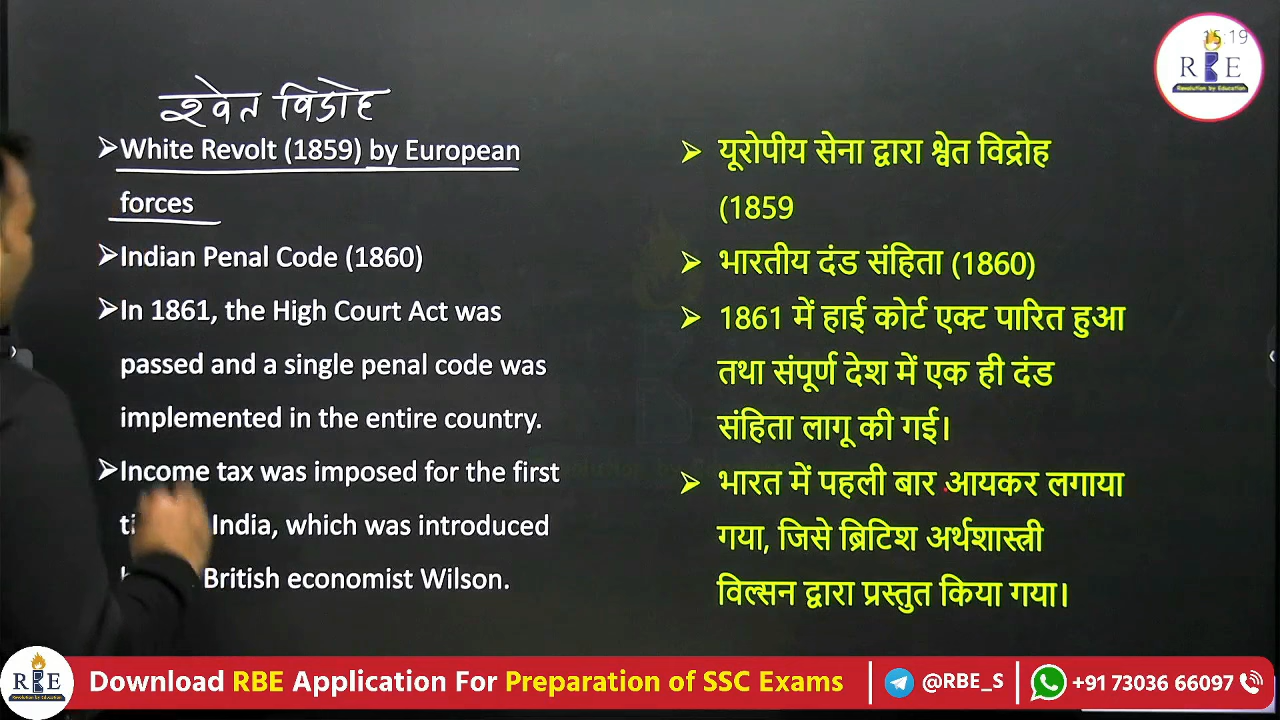 15:19
RBE
Revolution by Education
श्वेत विद्रोह
➢White Revolt (1859) by European
forces
➢Indian Penal Code (1860)
➢In 1861, the High Court Act was
passed and a single penal code was
implemented in the entire country.
➢Income tax was imposed for the first
India, which was introduced
British economist Wilson.
➢ यूरोपीय सेना द्वारा श्वेत विद्रोह
(1859
➢ भारतीय दंड संहिता (1860)
➢ 1861 में हाई कोर्ट एक्ट पारित हुआ
तथा संपूर्ण देश में एक ही दंड
संहिता लागू की गई।
➢ भारत में पहली बार आयकर लगाया
गया, जिसे ब्रिटिश अर्थशास्त्री
विल्सन द्वारा प्रस्तुत किया गया।
RBE
Revolution by Education
Download RBE Application For Preparation of SSC Exams
@RBE_S
+91 73036 66097